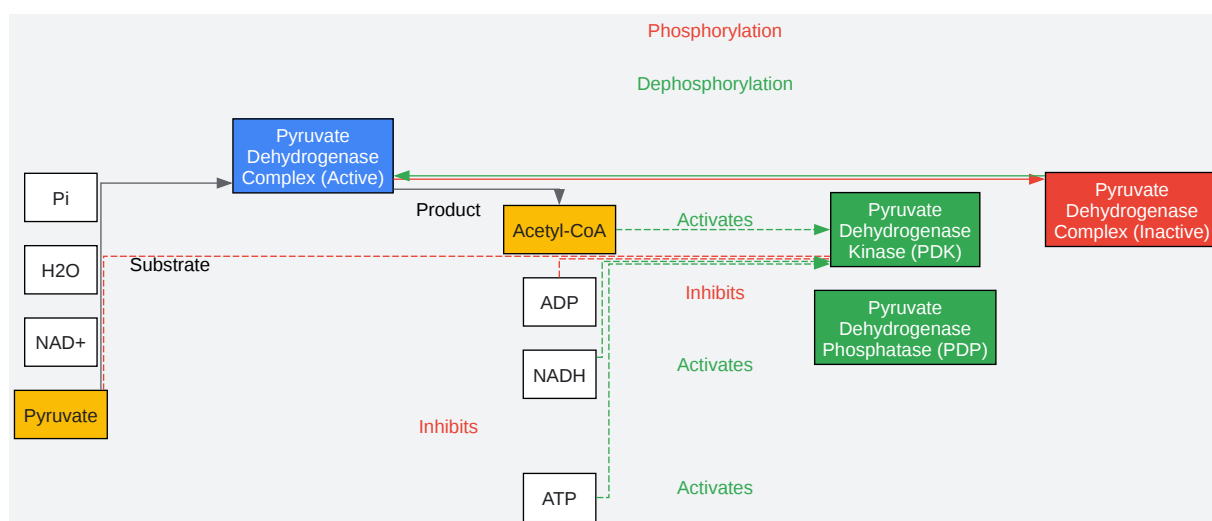 Phosphorylation
Dephosphorylation
Pyruvate
Dehydrogenase
Complex (Active)
Pi
Product
Pyruvate
Dehydrogenase
Complex (Inactive)
Acetyl-CoA
Activates
Pyruvate
Dehydrogenase
Kinase (PDK)
H2O
Substrate
ADP
Inhibits
Pyruvate
Dehydrogenase
Phosphatase (PDP)
NAD+
NADH
Activates
Pyruvate
Inhibits
ATP
Activates